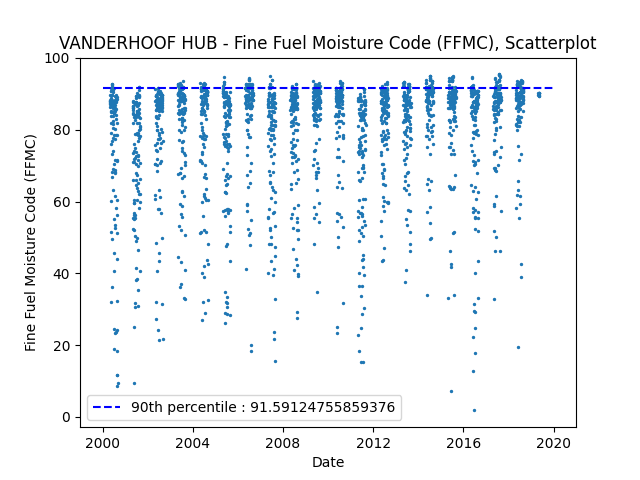 VANDERHOOF HUB - Fine Fuel Moisture Code (FFMC), Scatterplot
100
80
60
40
20
0
Fine Fuel Moisture Code (FFMC)
90th percentile : 91.59124755859376
2000 2004 2008 2012 2016 2020
Date